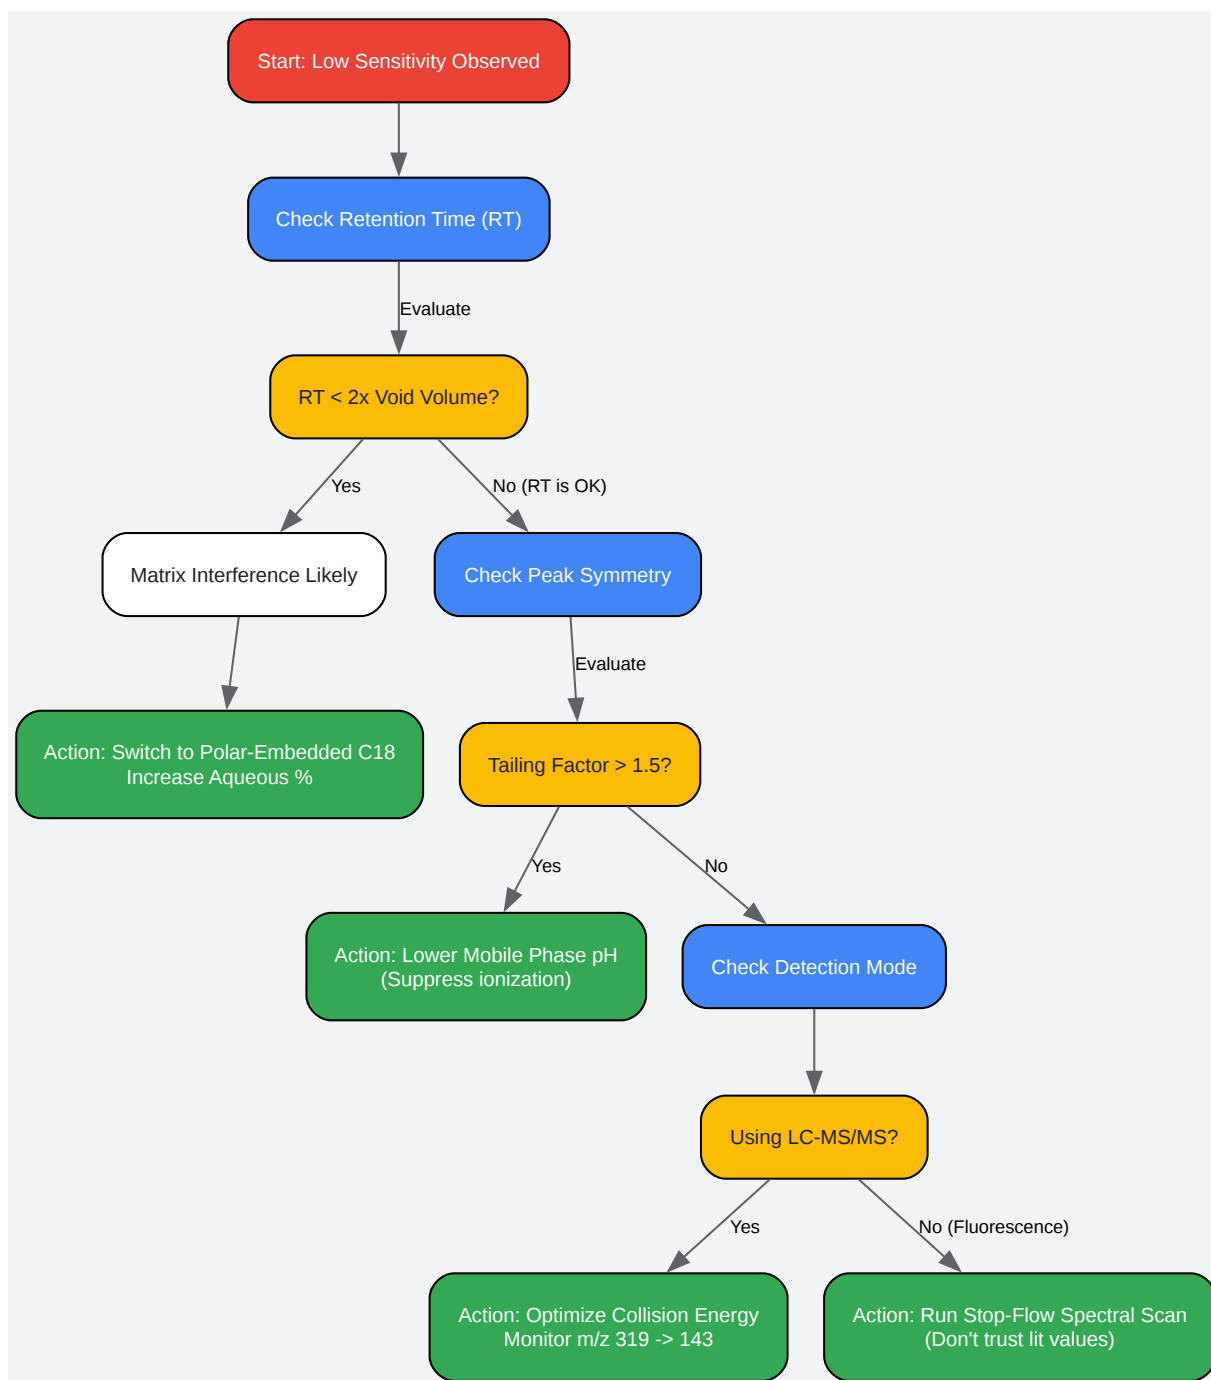 Start: Low Sensitivity Observed
Check Retention Time (RT)
Evaluate
RT < 2x Void Volume?
Yes
No (RT is OK)
Matrix Interference Likely
Check Peak Symmetry
Evaluate
Action: Switch to Polar-Embedded C18
Increase Aqueous %
Tailing Factor > 1.5?
Yes
No
Action: Lower Mobile Phase pH
(Suppress ionization)
Check Detection Mode
Using LC-MS/MS?
Yes
No (Fluorescence)
Action: Optimize Collision Energy
Monitor m/z 319 -> 143
Action: Run Stop-Flow Spectral Scan
(Don't trust lit values)